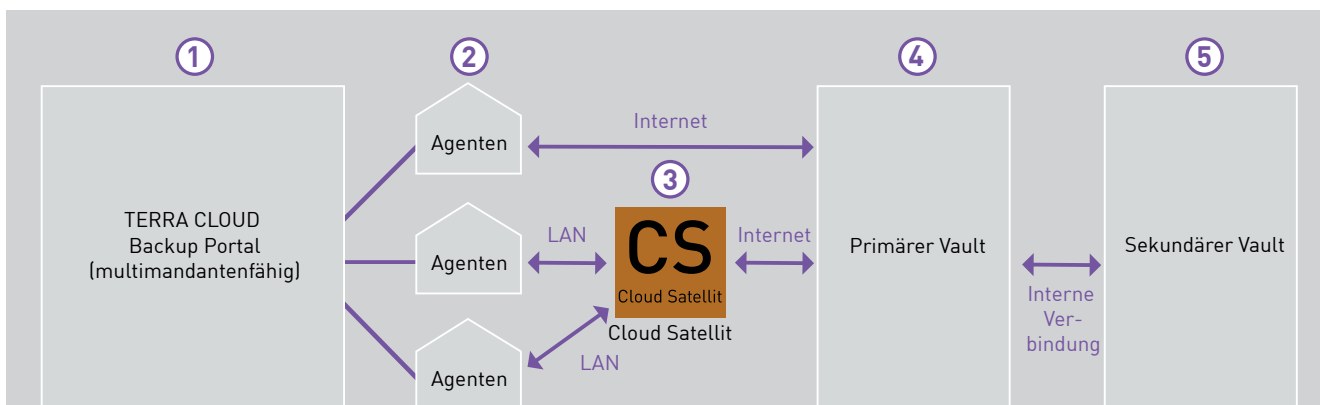 1
2
4
5
Agenten
Internet
3
TERRA CLOUD
Backup Portal
(multimandantenfähig)
Agenten
LAN
CS
Cloud Satellit
Cloud Satellit
Internet
Primärer Vault
Sekundärer Vault
Interne
Ver-
bindung
LAN
Agenten